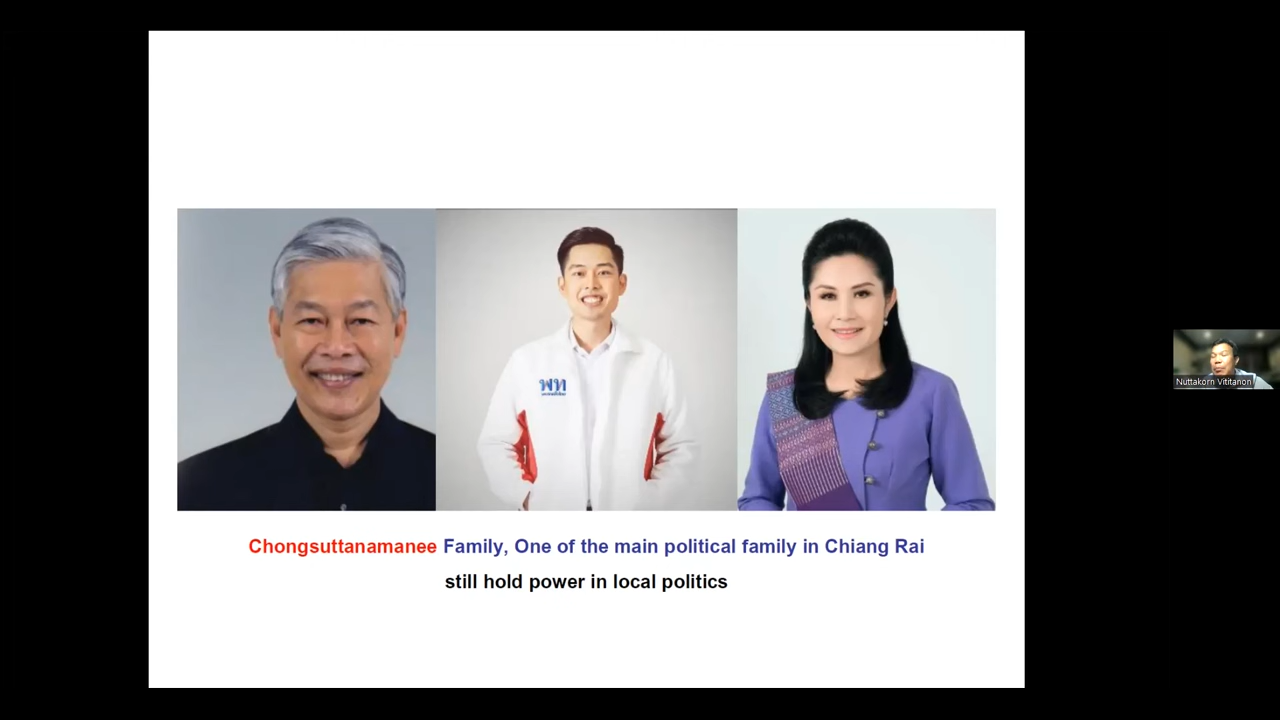 พท
Chongsuttanamanee Family, One of the main political family in Chiang Rai
still hold power in local politics
Nuttakorn Vititanon